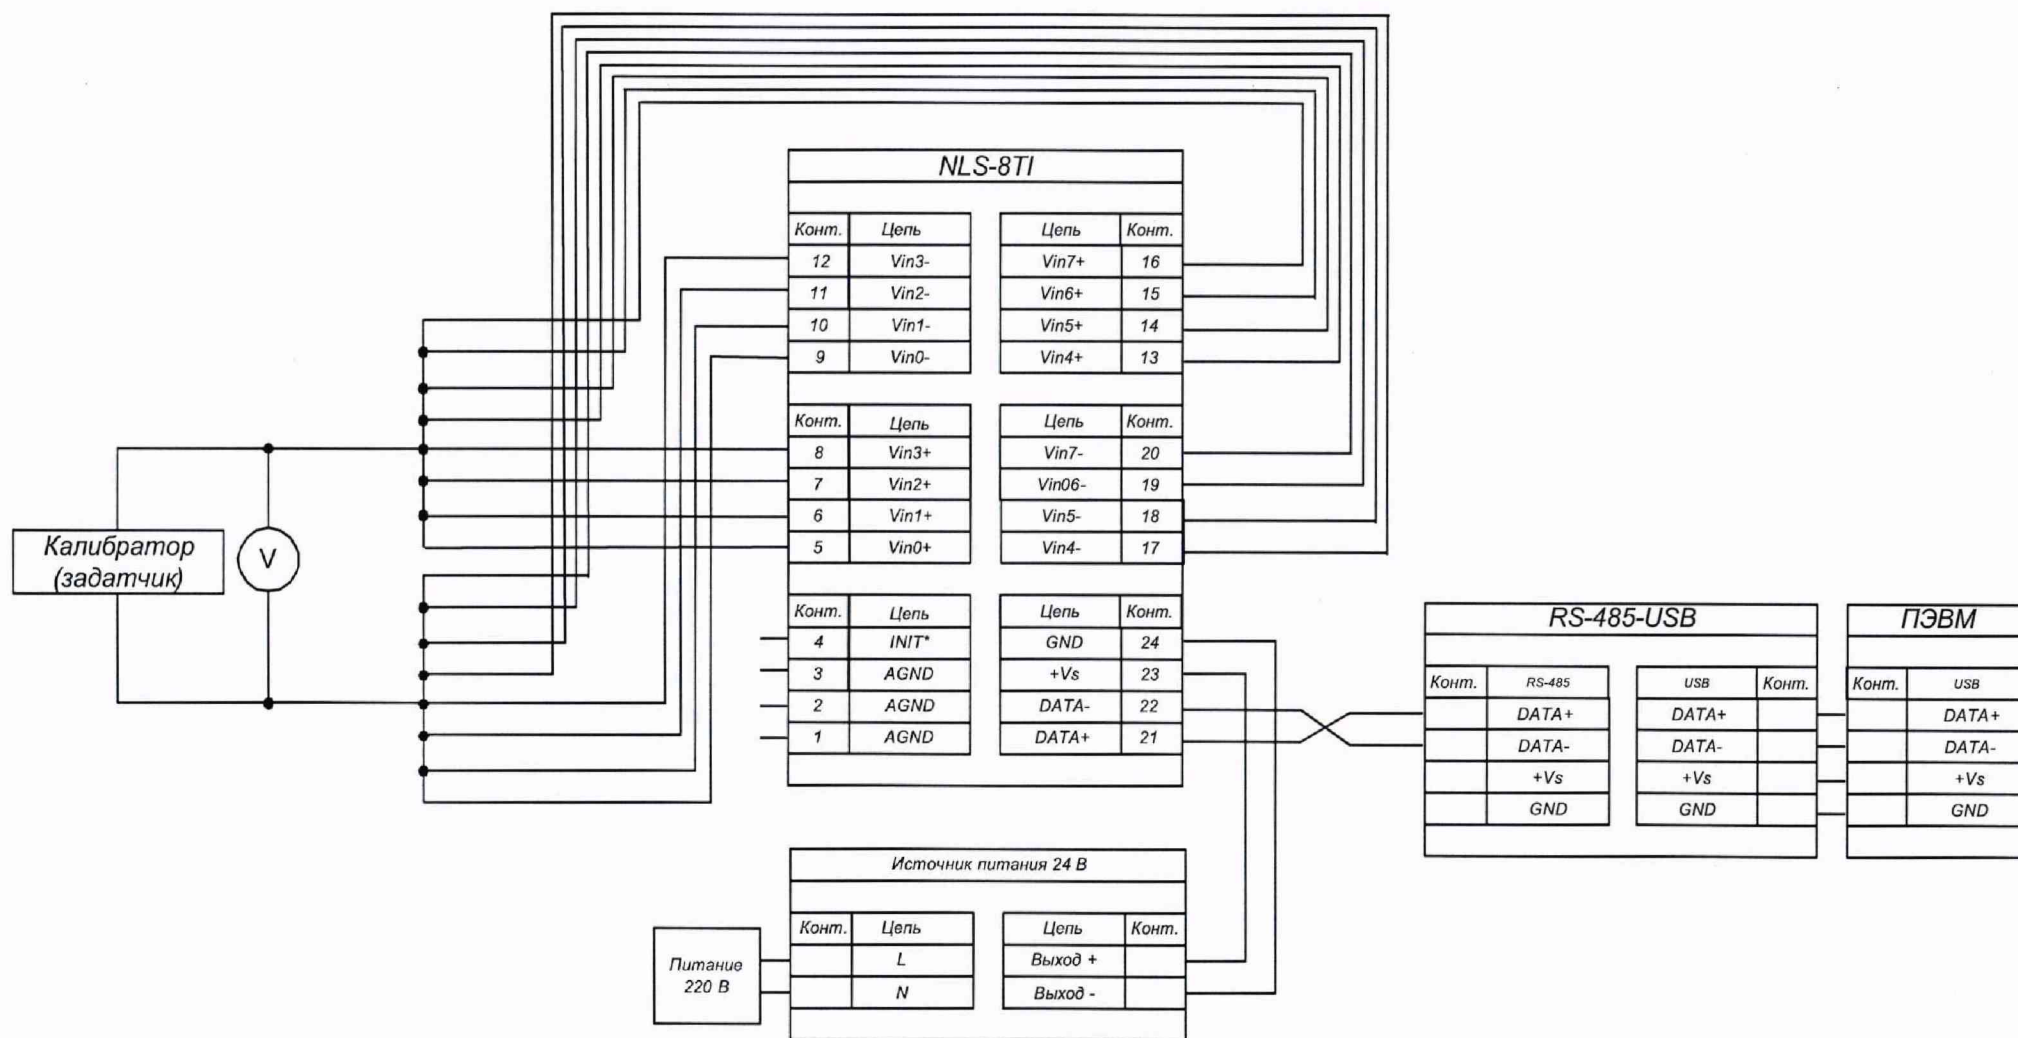 NLS-8TI
Конт. Цепь Цепь Конт.
12 Vin3- Vin7+ 16
11 Vin2- Vin6+ 15
10 Vin1- Vin5+ 14
9 Vin0- Vin4+ 13
Конт. Цепь Цепь Конт.
8 Vin3+ Vin7- 20
7 Vin2+ Vin06- 19
6 Vin1+ Vin5- 18
5 Vin0+ Vin4- 17
Калибратор
(задатчик)
V
Конт. Цепь Цепь Конт.
4 INIT* GND 24
3 AGND +Vs 23
2 AGND DATA- 22
1 AGND DATA+ 21
RS-485-USB
Конт. RS-485 USB Конт.
DATA+ DATA+
DATA- DATA-
+Vs +Vs
GND GND
ПЭВМ
Конт. USB
DATA+
DATA-
+Vs
GND
Источник питания 24 В
Конт. Цепь Цепь Конт.
L Выход +
N Выход -
Питание
220 В